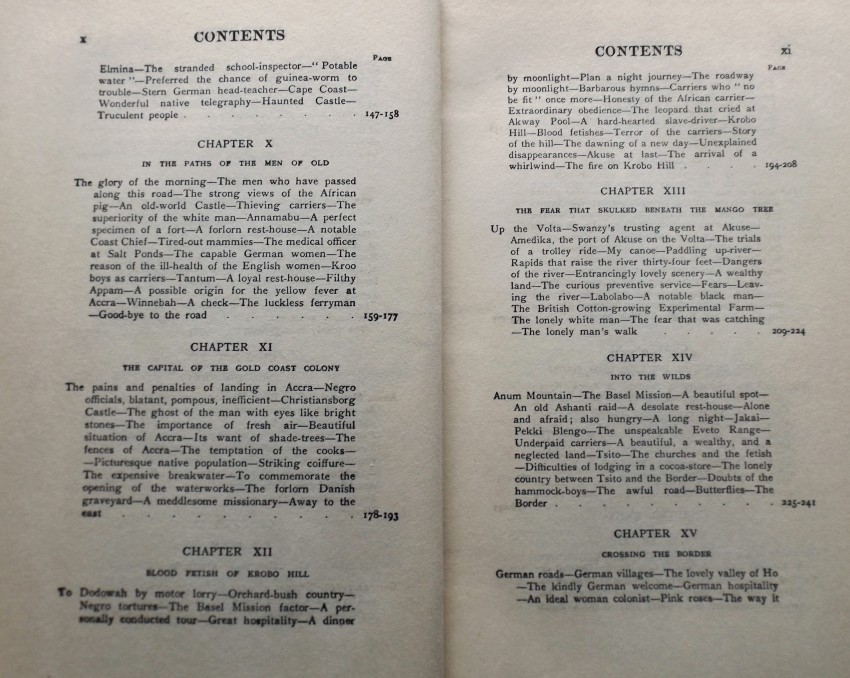 x CONTENTS
PAGE
Elmina—The stranded school-inspector—“ Potable
water ”—Preferred the chance of guinea-worm to
trouble—Stern German head-teacher—Cape Coast—
Wonderful native telegraphy—Haunted Castle—
Truculent people . . . . . . . 147-158
CHAPTER X
IN THE PATHS OF THE MEN OF OLD
The glory of the morning—The men who have passed
along this road—The strong views of the African
pig—An old-world Castle—Thieving carriers—The
superiority of the white man—Annamabu—A perfect
specimen of a fort—A forlorn rest-house—A notable
Coast Chief—Tired-out mammies—The medical officer
at Salt Ponds—The capable German women—The
reason of the ill-health of the English women—Kroo
boys as carriers—Tantum—A loyal rest-house—Filthy
Appam—A possible origin for the yellow fever at
Accra—Winnebah—A check—The luckless ferryman
—Good-bye to the road . . . . . . 159-177
CHAPTER XI
THE CAPITAL OF THE GOLD COAST COLONY
The pains and penalties of landing in Accra—Negro
officials, blatant, pompous, inefficient—Christiansborg
Castle—The ghost of the man with eyes like bright
stones—The importance of fresh air—Beautiful
situation of Accra—Its want of shade-trees—The
fences of Accra—The temptation of the cooks—
—Picturesque native population—Striking coiffure—
The expensive breakwater—To commemorate the
opening of the waterworks—The forlorn Danish
graveyard—A meddlesome missionary—Away to the
east . . . . . . . . . 178-193
CHAPTER XII
BLOOD FETISH OF KROBO HILL
To Dodowah by motor lorry—Orchard-bush country—
Negro tortures—The Basel Mission factor—A per-
sonally conducted tour—Great hospitality—A dinner
CONTENTS xi
PAGE
by moonlight—Plan a night journey—The roadway
by moonlight—Barbarous hymns—Carriers who “ no
be fit ” once more—Honesty of the African carrier—
Extraordinary obedience—The leopard that cried at
Akway Pool—A hard-hearted slave-driver—Krobo
Hill—Blood fetishes—Terror of the carriers—Story
of the hill—The dawning of a new day—Unexplained
disappearances—Akuse at last—The arrival of a
whirlwind—The fire on Krobo Hill . . . . 194-208
CHAPTER XIII
THE FEAR THAT SKULKED BENEATH THE MANGO TREE
Up the Volta—Swanzy’s trusting agent at Akuse—
Amedika, the port of Akuse on the Volta—The trials
of a trolley ride—My canoe—Paddling up-river—
Rapids that raise the river thirty-four feet—Dangers
of the river—Entrancingly lovely scenery—A wealthy
land—The curious preventive service—Fears—Leav-
ing the river—Labolabo—A notable black man—
The British Cotton-growing Experimental Farm—
The lonely white man—The fear that was catching
—The lonely man’s walk . . . . . 209-224
CHAPTER XIV
INTO THE WILDS
Anum Mountain—The Basel Mission—A beautiful spot—
An old Ashanti raid—A desolate rest-house—Alone
and afraid; also hungry—A long night—Jakai—
Pekki Blengo—The unspeakable Eveto Range—
Underpaid carriers—A beautiful, a wealthy, and a
neglected land—Tsito—The churches and the fetish
—Difficulties of lodging in a cocoa-store—The lonely
country between Tsito and the Border—Doubts of the
hammock-boys—The awful road—Butterflies—The
Border . . . . . . . . . 225-241
CHAPTER XV
CROSSING THE BORDER
German roads—German villages—The lovely valley of Ho
—The kindly German welcome—German hospitality
—An ideal woman colonist—Pink roses—The way it